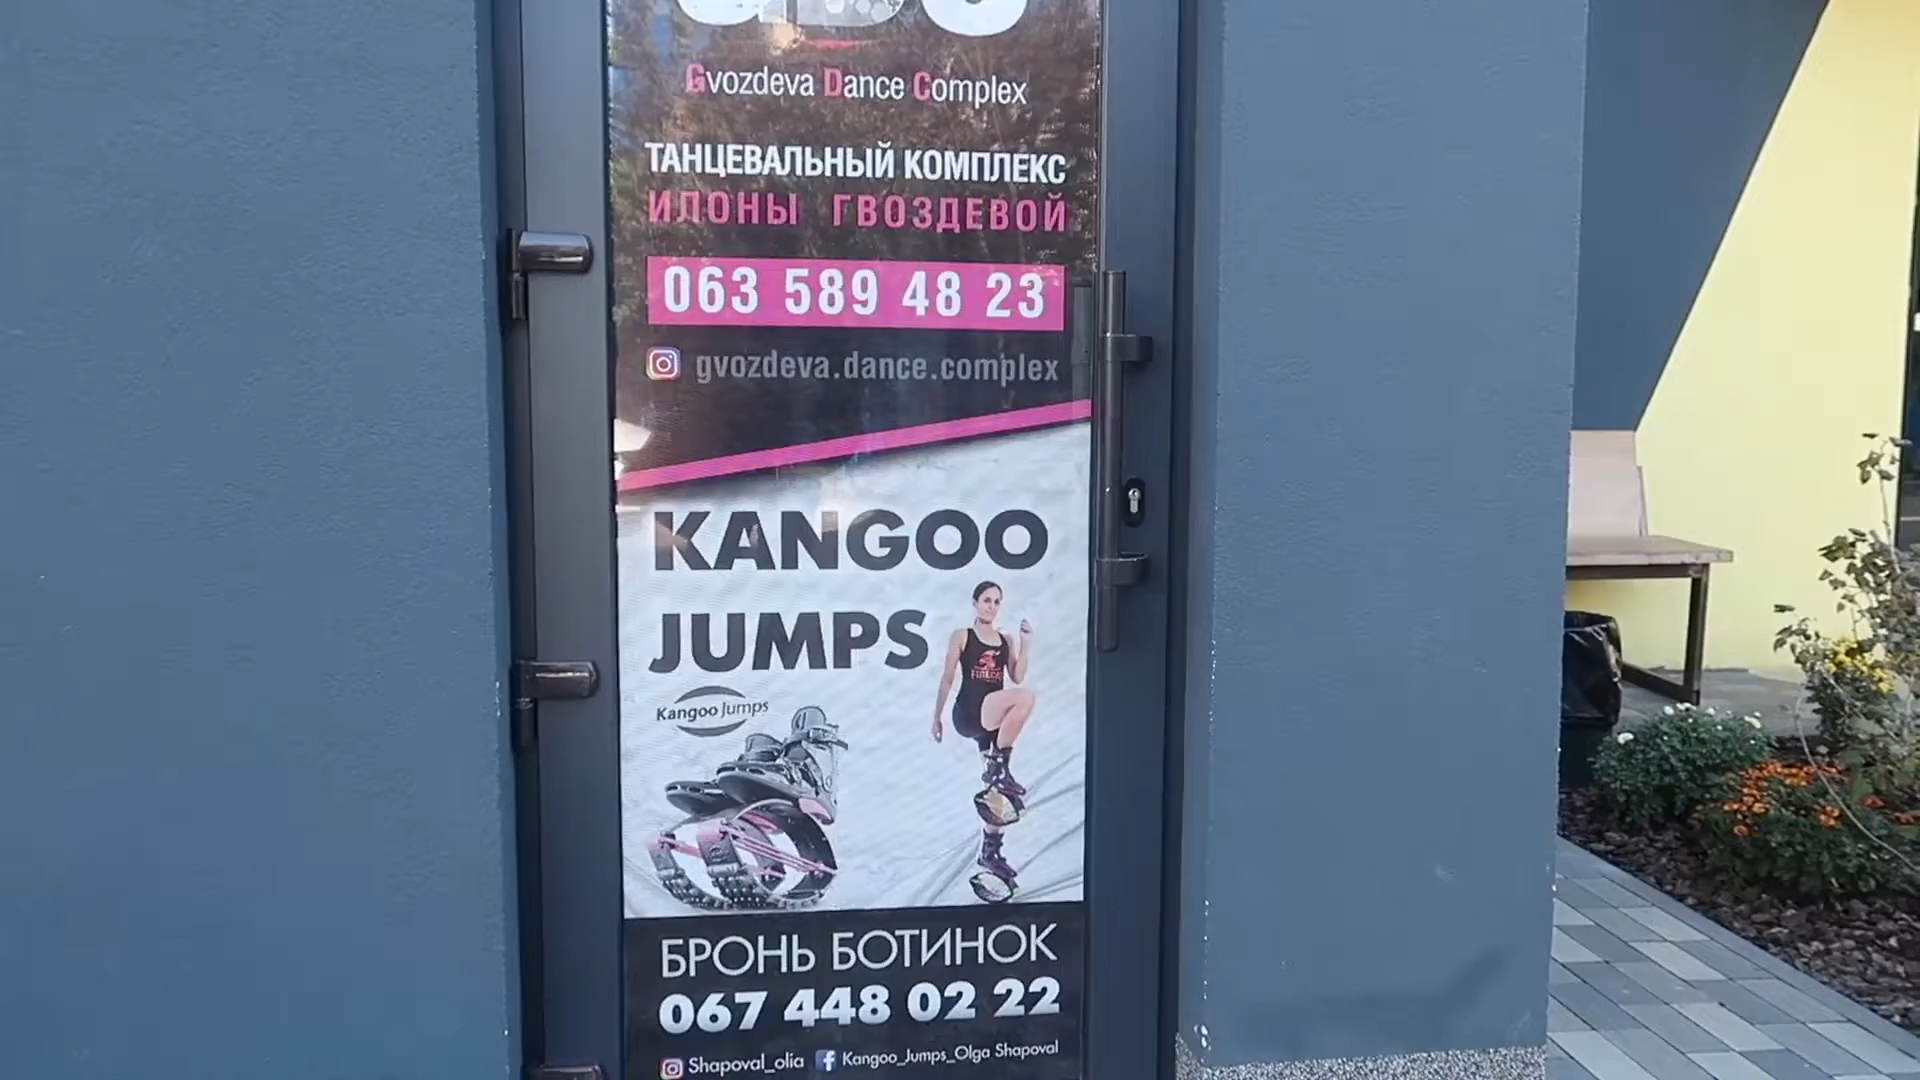 GDC
Gvozdeva Dance Complex
ТАНЦЕВАЛЬНЫЙ КОМПЛЕКС
ИЛОНЫ ГВОЗДЕВОЙ
063 589 48 23
gvozdeva.dance.complex
KANGOO
JUMPS
Kangoo Jumps
БРОНЬ БОТИНОК
067 448 02 22
Shapoval_olia Kangoo_Jumps_Olga Shapoval